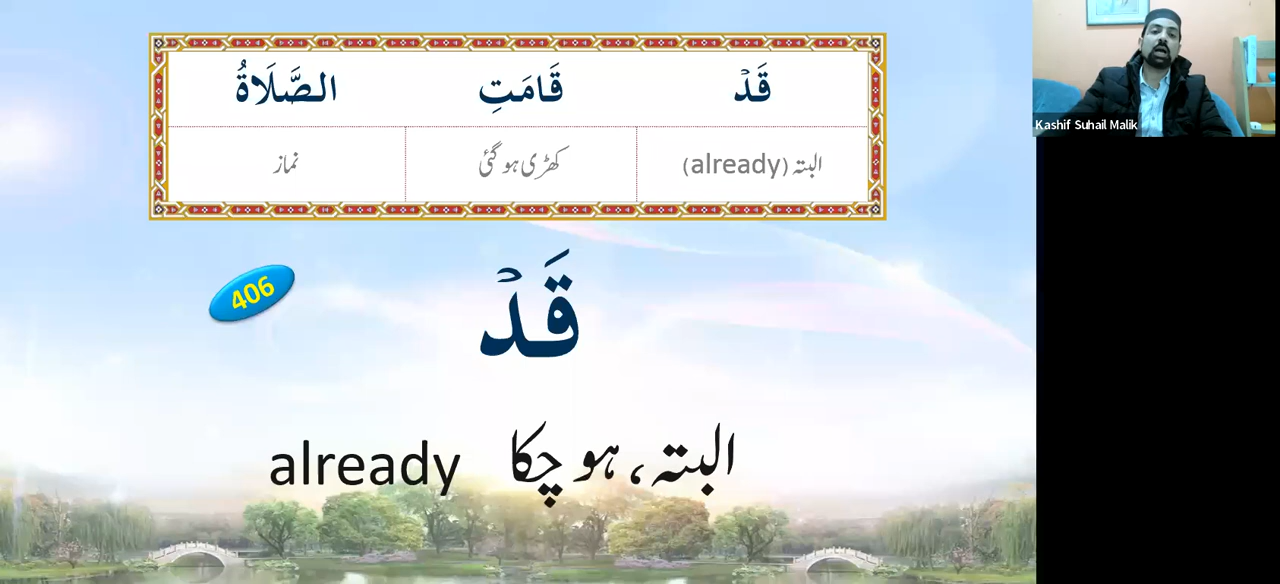 قَدْ قَامَتِ الصَّلَاةُ
البتہ (already) کھڑی ہو گئی نماز
Kashif Suhail Malik
406
قَدْ
البتہ، ہو چکا already